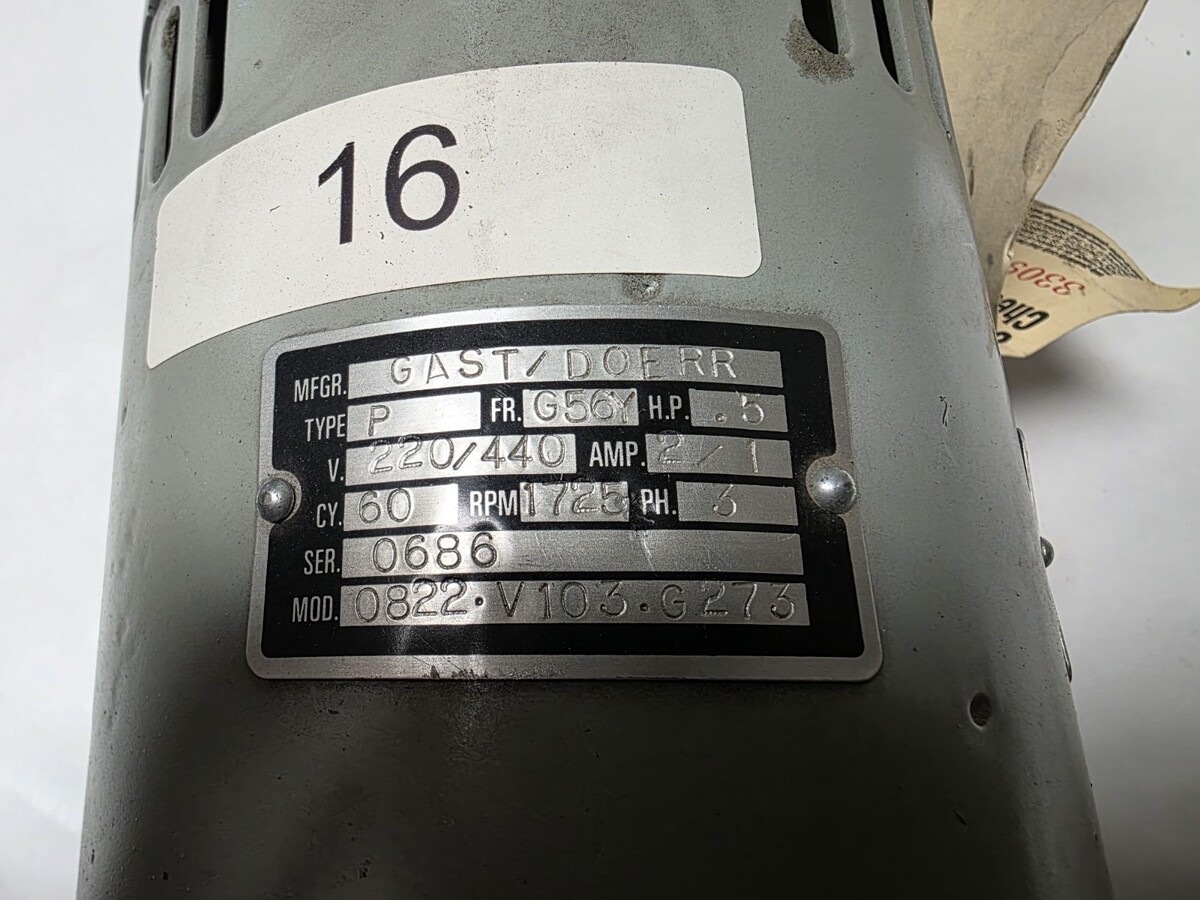 16
MFGR. GAST/DOERR
TYPE P FR. G56Y H.P. .5
V. 220/440 AMP. 2/1
CY. 60 RPM 1725 PH. 3
SER. 0686
MOD. 0822-V103-G273
3309